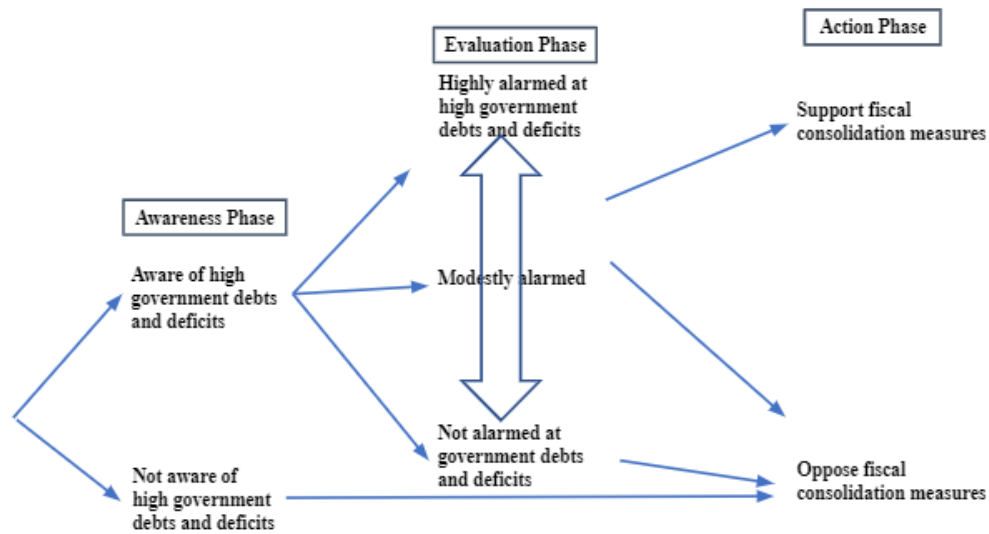 Awareness Phase
Aware of high
government debts
and deficits
Not aware of
high government
debts and deficits
Evaluation Phase
Highly alarmed at
high government
debts and deficits
Modestly alarmed
Not alarmed at
government debts
and deficits
Action Phase
Support fiscal
consolidation measures
Oppose fiscal
consolidation measures